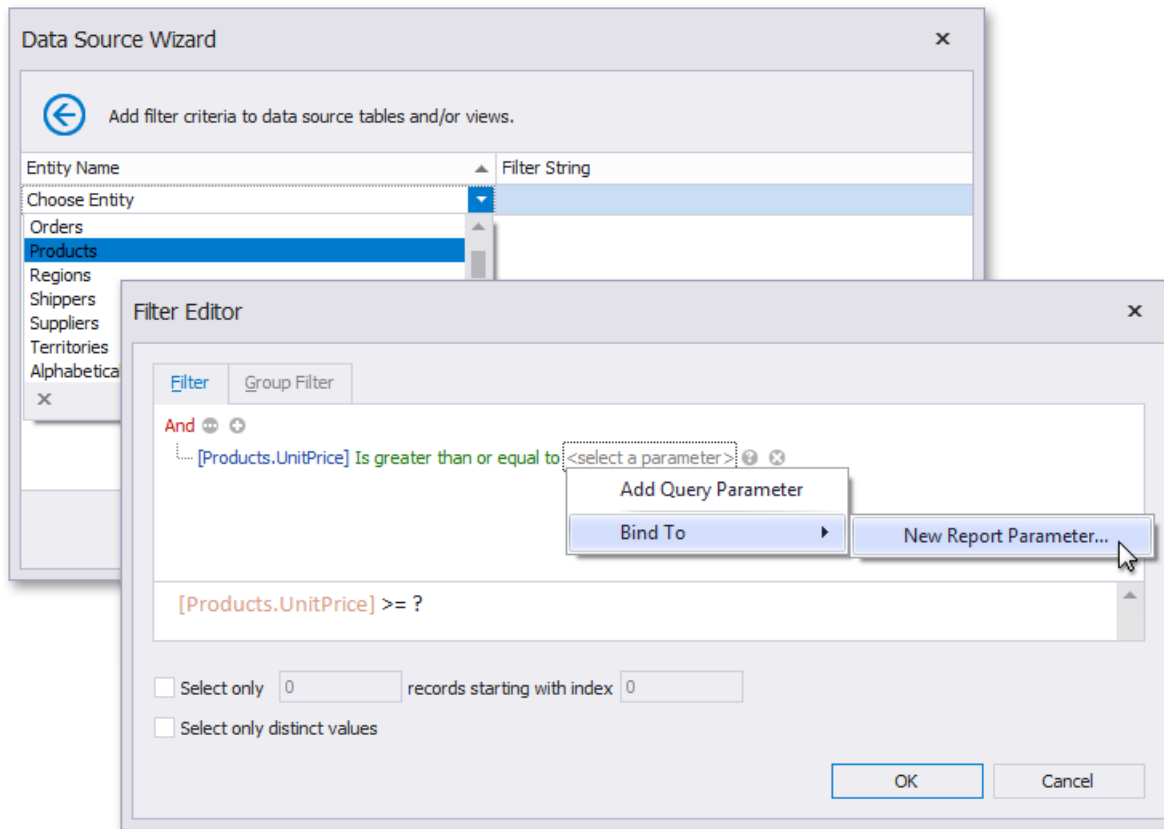 Data Source Wizard
Add filter criteria to data source tables and/or views.
Entity Name Filter String
Choose Entity
Orders
Products
Regions
Shippers
Suppliers
Territories
Alphabetical
Filter Editor
Filter Group Filter
And
[Products.UnitPrice] Is greater than or equal to <select a parameter>
Add Query Parameter
Bind To New Report Parameter...
[Products.UnitPrice] >= ?
Select only 0 records starting with index 0
Select only distinct values
OK Cancel